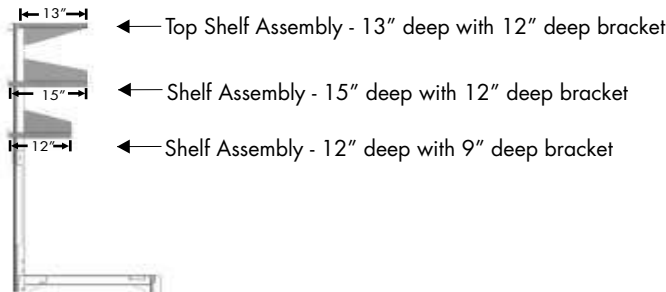 13”
Top Shelf Assembly - 13” deep with 12” deep bracket
15”
Shelf Assembly - 15” deep with 12” deep bracket
12”
Shelf Assembly - 12” deep with 9” deep bracket